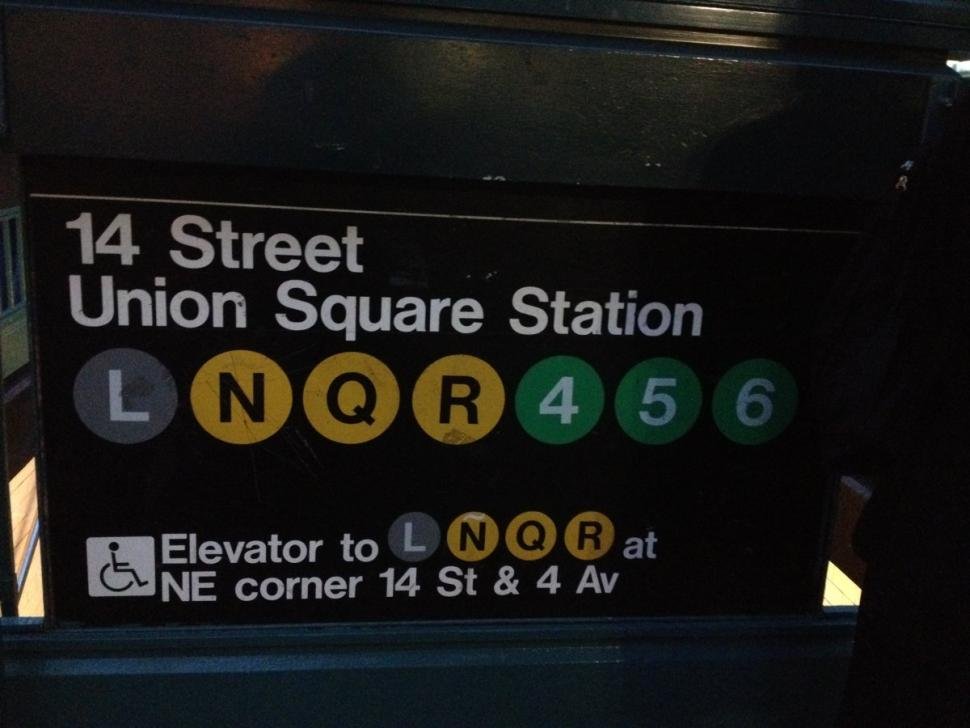 14 Street
Union Square Station
L N Q R 4 5 6
Elevator to L N Q R at
NE corner 14 St & 4 Av